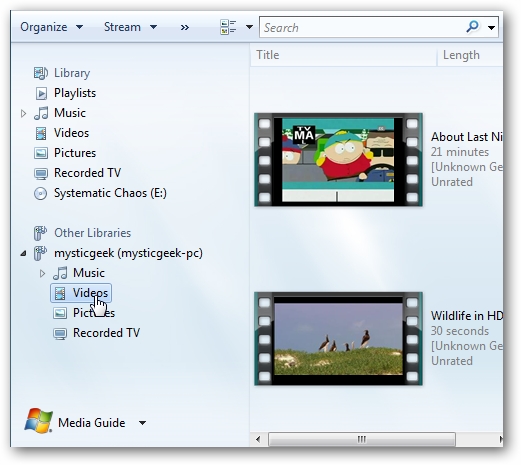 Organize Stream » Search
Title Length
Library
Playlists
Music
Videos
Pictures
Recorded TV
Systematic Chaos (E:)
Other Libraries
mysticgeek (mysticgeek-pc)
Music
Videos
Pictures
Recorded TV
Media Guide
TV
MA
About Last Ni
21 minutes
[Unknown Ge
Unrated
Wildlife in HD
30 seconds
[Unknown Ge
Unrated